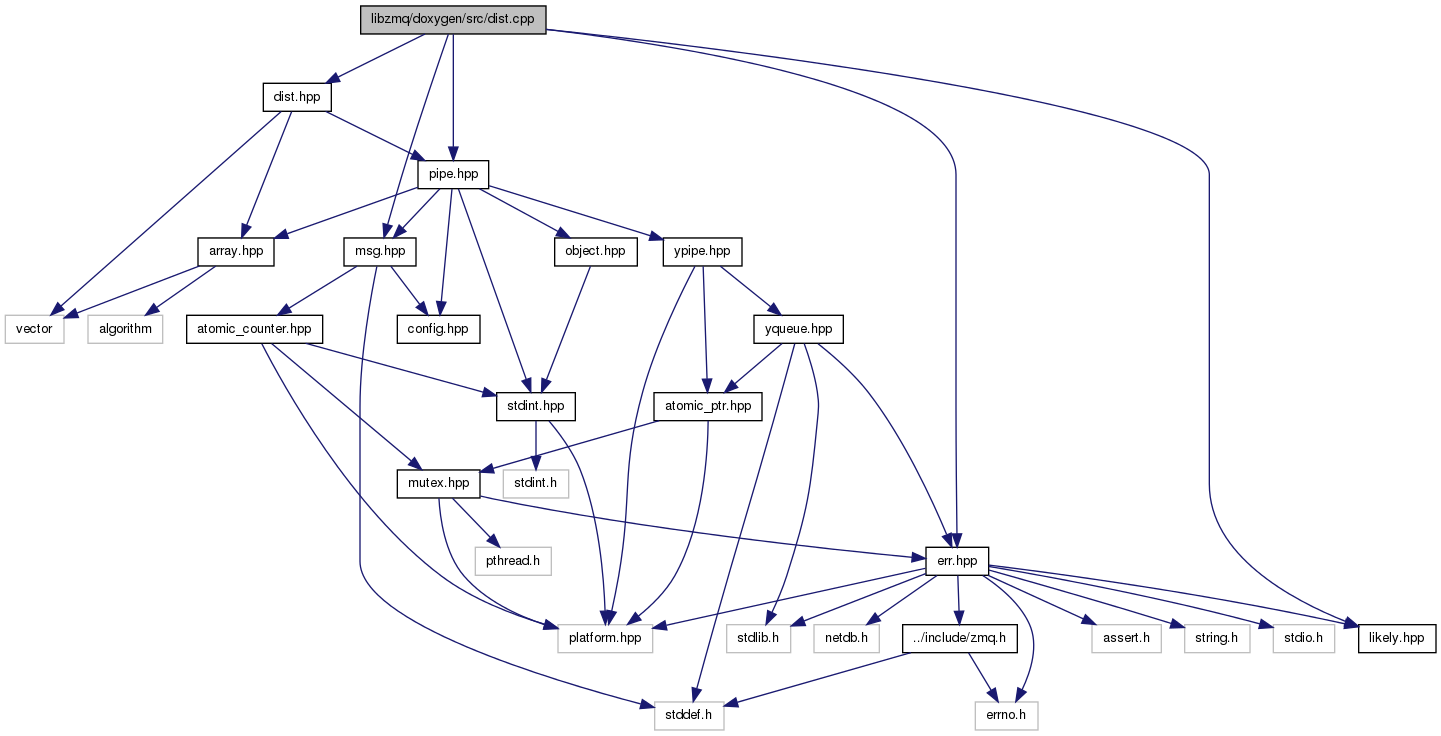 libzmq/doxygen/src/dist.cpp
dist.hpp
pipe.hpp
array.hpp
msg.hpp
object.hpp
ypipe.hpp
vector
algorithm
atomic_counter.hpp
config.hpp
yqueue.hpp
stdint.hpp
atomic_ptr.hpp
mutex.hpp
stdint.h
pthread.h
err.hpp
platform.hpp
stdlib.h
netdb.h
../include/zmq.h
assert.h
string.h
stdio.h
likely.hpp
stddef.h
errno.h